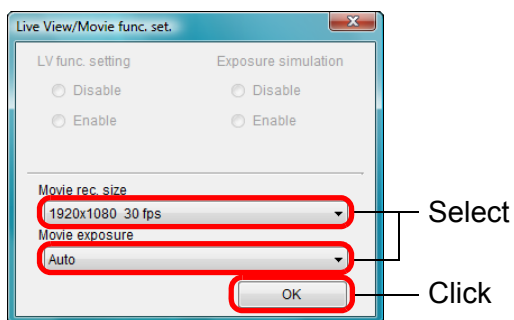 Live View/Movie func. set.
LV func. setting Exposure simulation
Disable Disable
Enable Enable
Movie rec. size
1920x1080 30 fps
Select
Movie exposure
Auto
OK
Click